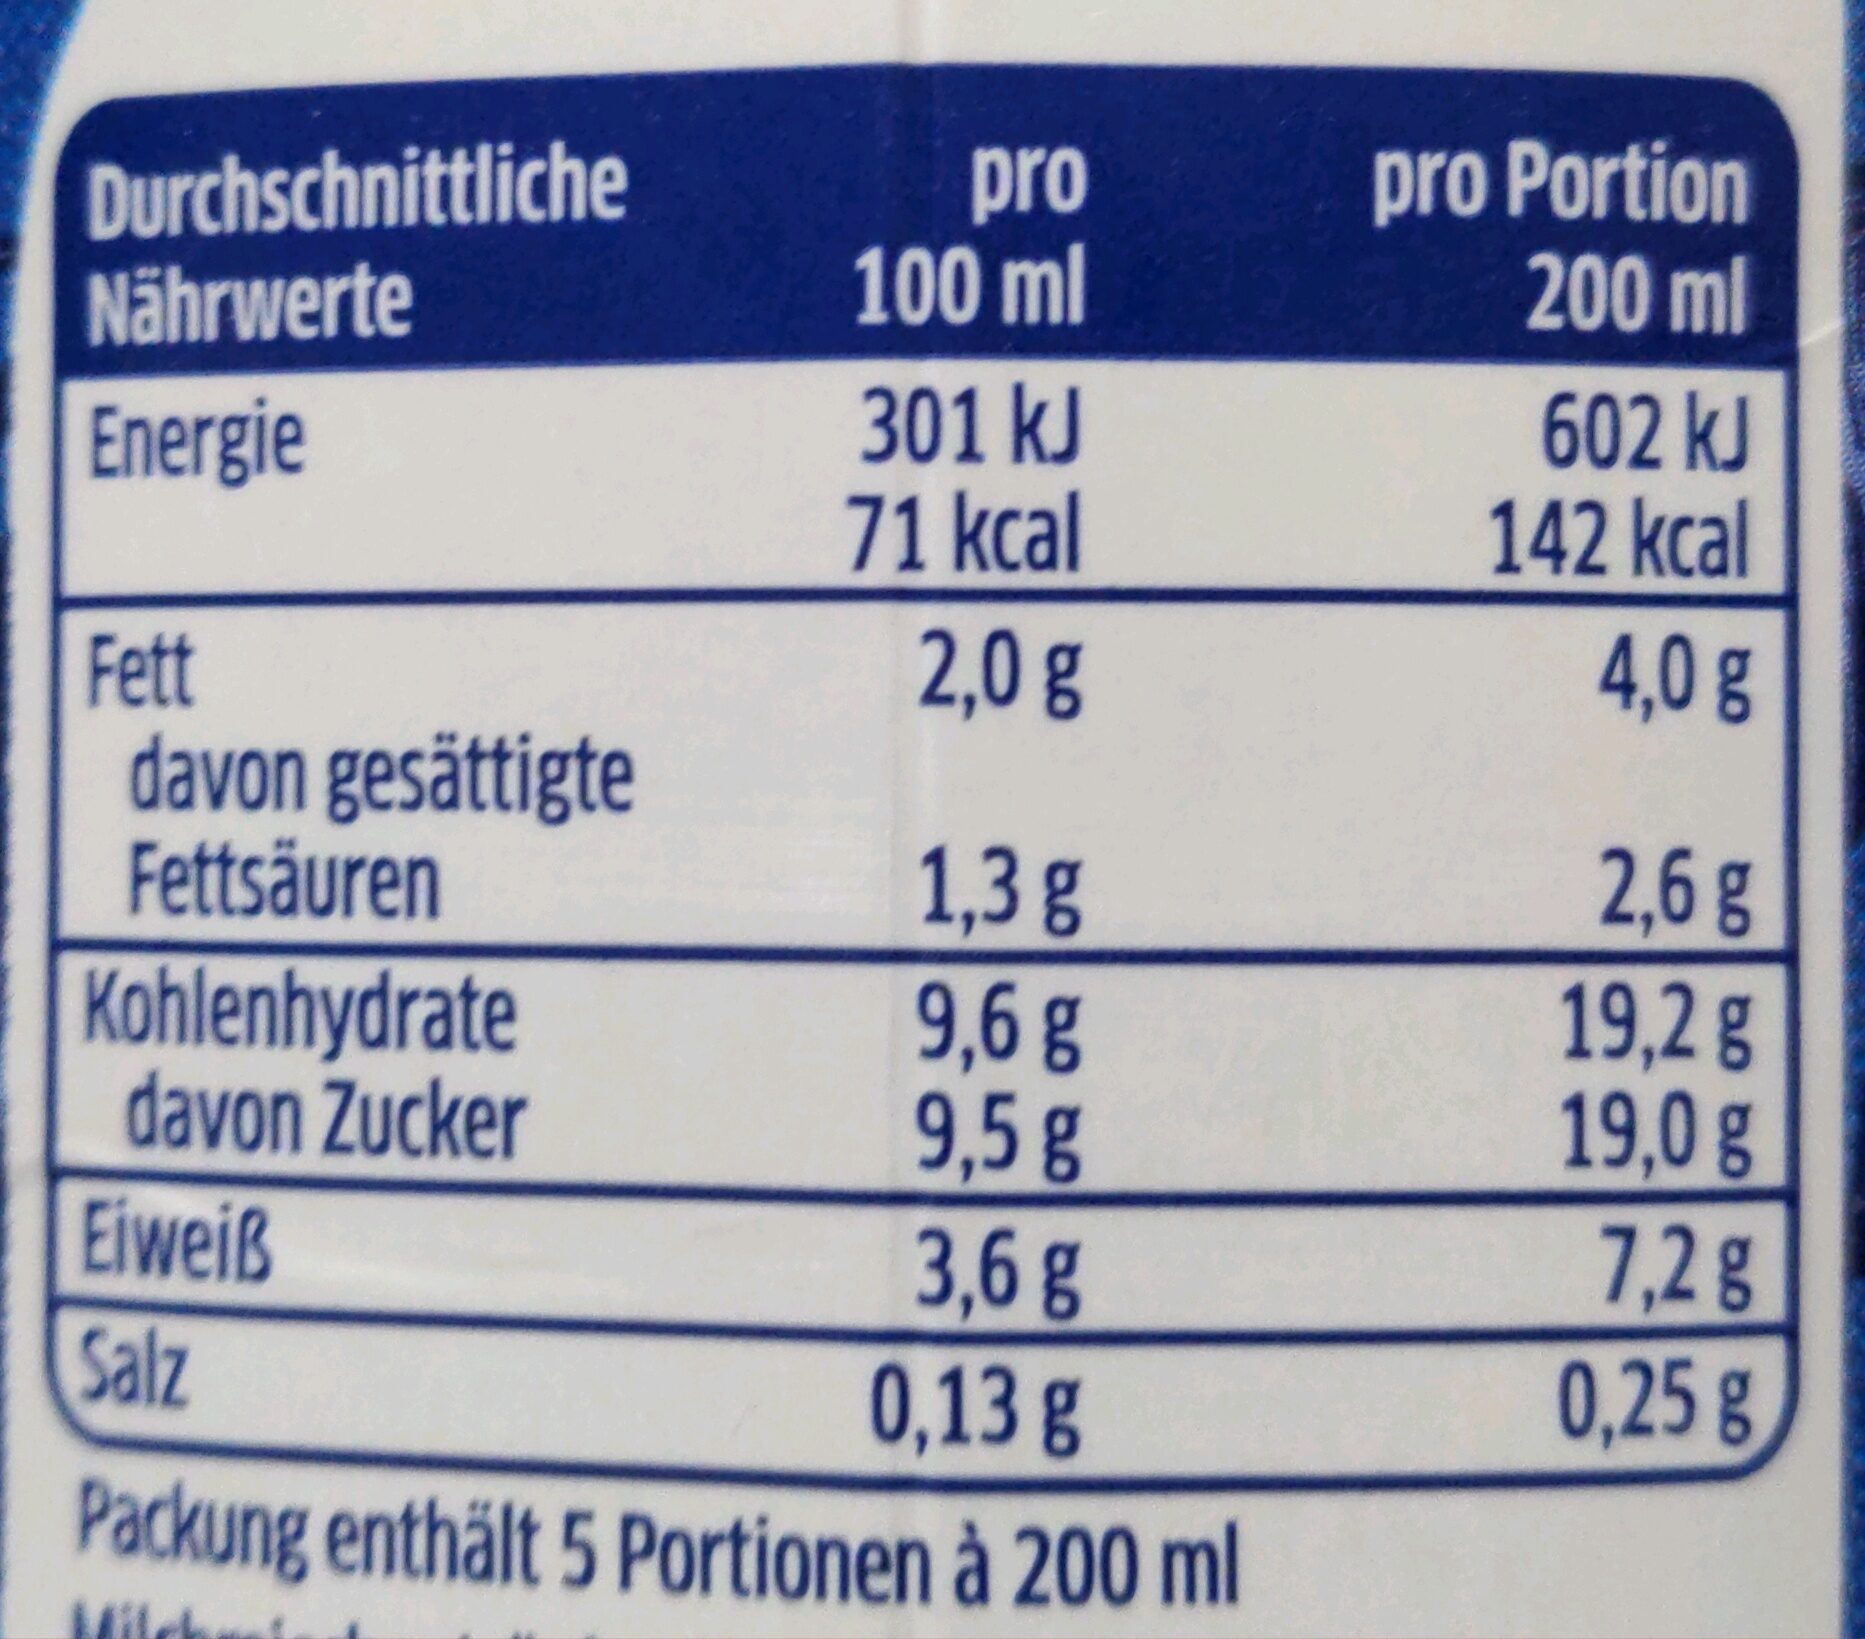 Durchschnittliche pro pro Portion
Nährwerte 100 ml 200 ml
Energie 301 kJ 602 kJ
71 kcal 142 kcal
Fett 2,0 g 4,0 g
davon gesättigte
Fettsäuren 1,3 g 2,6 g
Kohlenhydrate 9,6 g 19,2 g
davon Zucker 9,5 g 19,0 g
Eiweiß 3,6 g 7,2 g
Salz 0,13 g 0,25 g
Packung enthält 5 Portionen à 200 ml